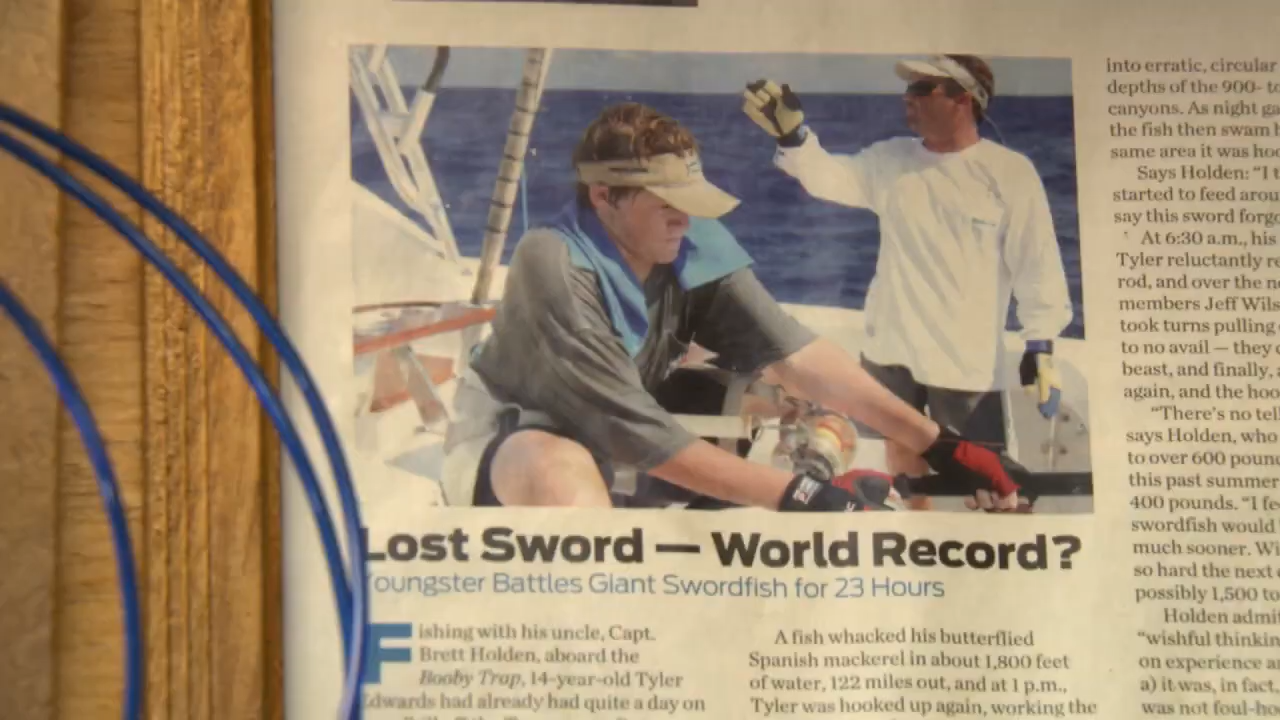 Lost Sword — World Record?
Youngster Battles Giant Swordfish for 23 Hours
Fishing with his uncle, Capt.
Brett Holden, aboard the
Booby Trap, 14-year-old Tyler
Edwards had already had quite a day on
A fish whacked his butterflied
Spanish mackerel in about 1,800 feet
of water, 122 miles out, and at 1 p.m.,
Tyler was hooked up again, working the
into erratic, circular
depths of the 900- to
canyons. As night
the fish then swam
same area it was
Says Holden: “I
started to feed
say this sword
At 6:30 a.m., his
Tyler reluctantly
rod, and over the
members Jeff
took turns pulling
to no avail — they
beast, and finally,
again, and the
“There’s no
says Holden, who
to over 600
this past summer
400 pounds. “I
swordfish would
much sooner.
so hard the next
possibly 1,500 to
Holden
“wishful
on experience
a) it was, in fact,
was not